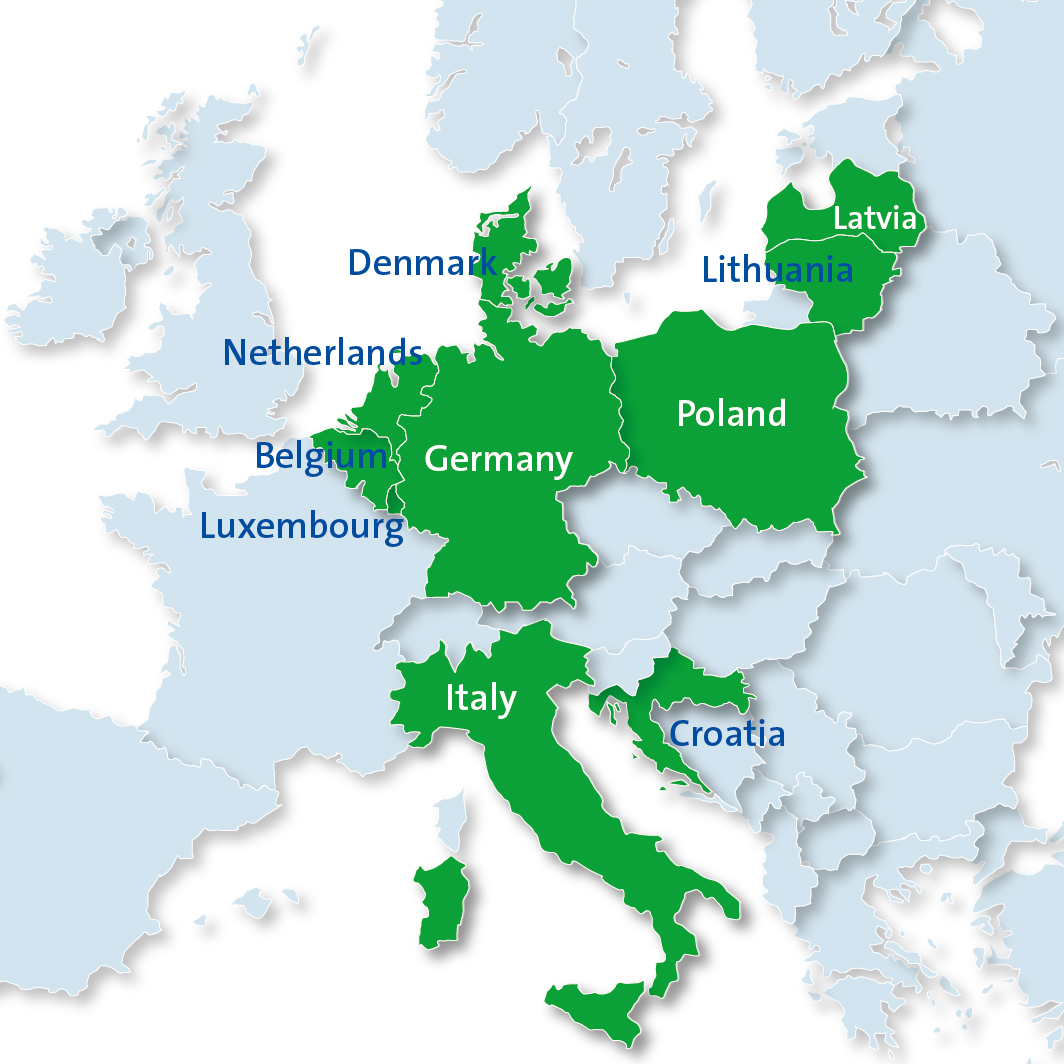 Latvia
Denmark
Lithuania
Netherlands
Poland
Belgium
Germany
Luxembourg
Italy
Croatia